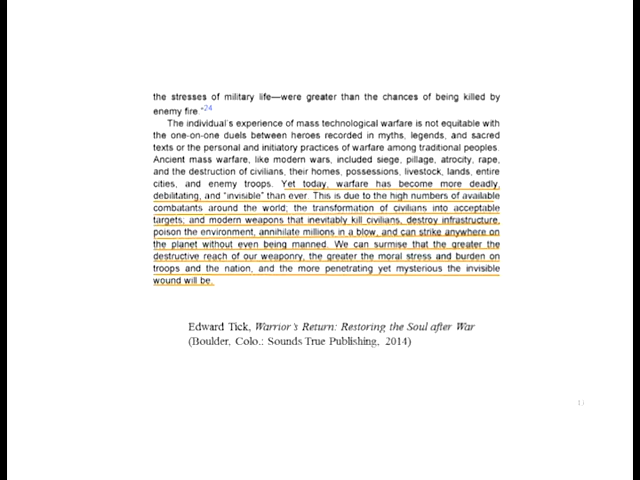 the stresses of military life—were greater than the chances of being killed by
enemy fire."24
The individual's experience of mass technological warfare is not equitable with
the one-on-one duels between heroes recorded in myths, legends, and sacred
texts or the personal and initiatory practices of warfare among traditional peoples.
Ancient mass warfare, like modern wars, included siege, pillage, atrocity, rape,
and the destruction of civilians, their homes, possessions, livestock, lands, entire
cities, and enemy troops. Yet today, warfare has become more deadly,
debilitating, and "invisible" than ever. This is due to the high numbers of available
combatants around the world; the transformation of civilians into acceptable
targets; and modern weapons that inevitably kill civilians, destroy infrastructure,
poison the environment, annihilate millions in a blow, and can strike anywhere on
the planet without even being manned. We can surmise that the greater the
destructive reach of our weaponry, the greater the moral stress and burden on
troops and the nation, and the more penetrating yet mysterious the invisible
wound will be.
Edward Tick, Warrior's Return: Restoring the Soul after War
(Boulder, Colo.: Sounds True Publishing, 2014)